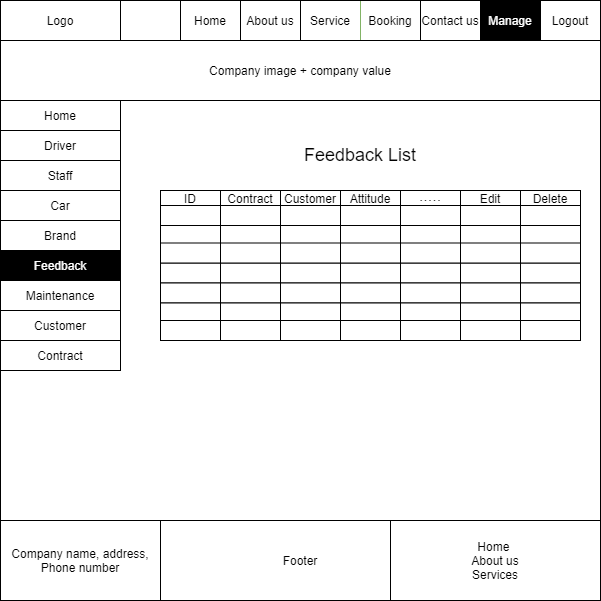 Logo
Home
About us
Service
Booking
Contact us
Manage
Logout
Company image + company value
Home
Driver
Staff
Car
Brand
Feedback
Maintenance
Customer
Contract
Feedback List
ID
Contract
Customer
Attitude
.....
Edit
Delete
Company name, address,
Phone number
Footer
Home
About us
Services